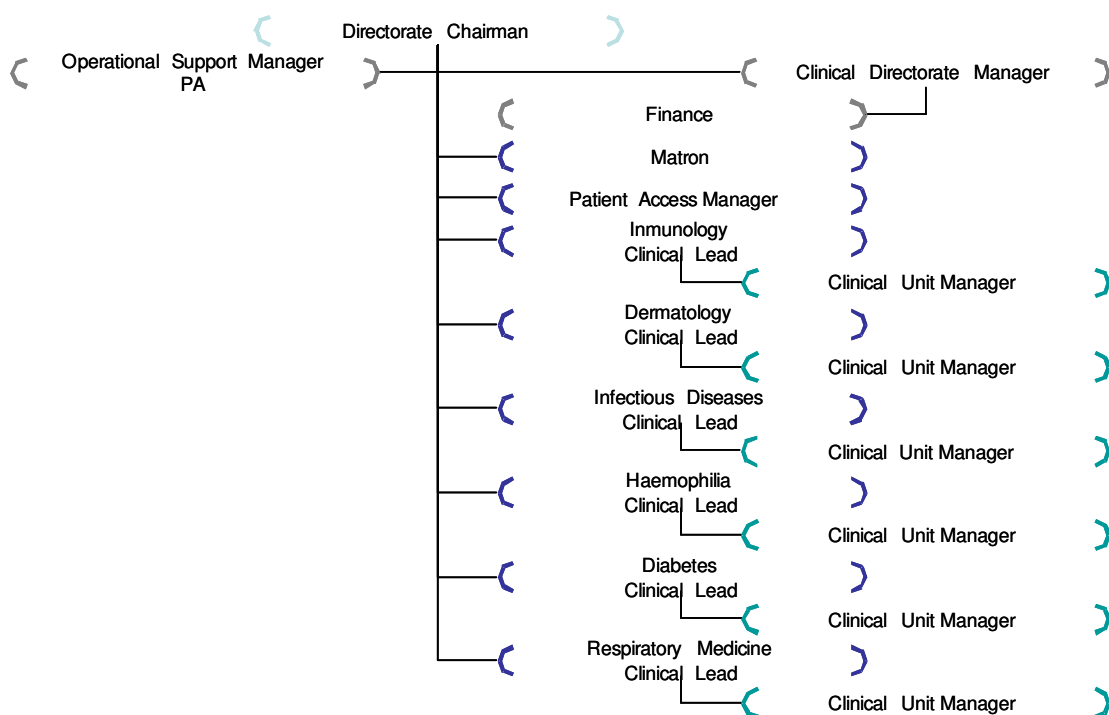 Directorate Chairman
Operational Support Manager
PA
Clinical Directorate Manager
Finance
Matron
Patient Access Manager
Inmunology
Clinical Lead
Clinical Unit Manager
Dermatology
Clinical Lead
Clinical Unit Manager
Infectious Diseases
Clinical Lead
Clinical Unit Manager
Haemophilia
Clinical Lead
Clinical Unit Manager
Diabetes
Clinical Lead
Clinical Unit Manager
Respiratory Medicine
Clinical Lead
Clinical Unit Manager